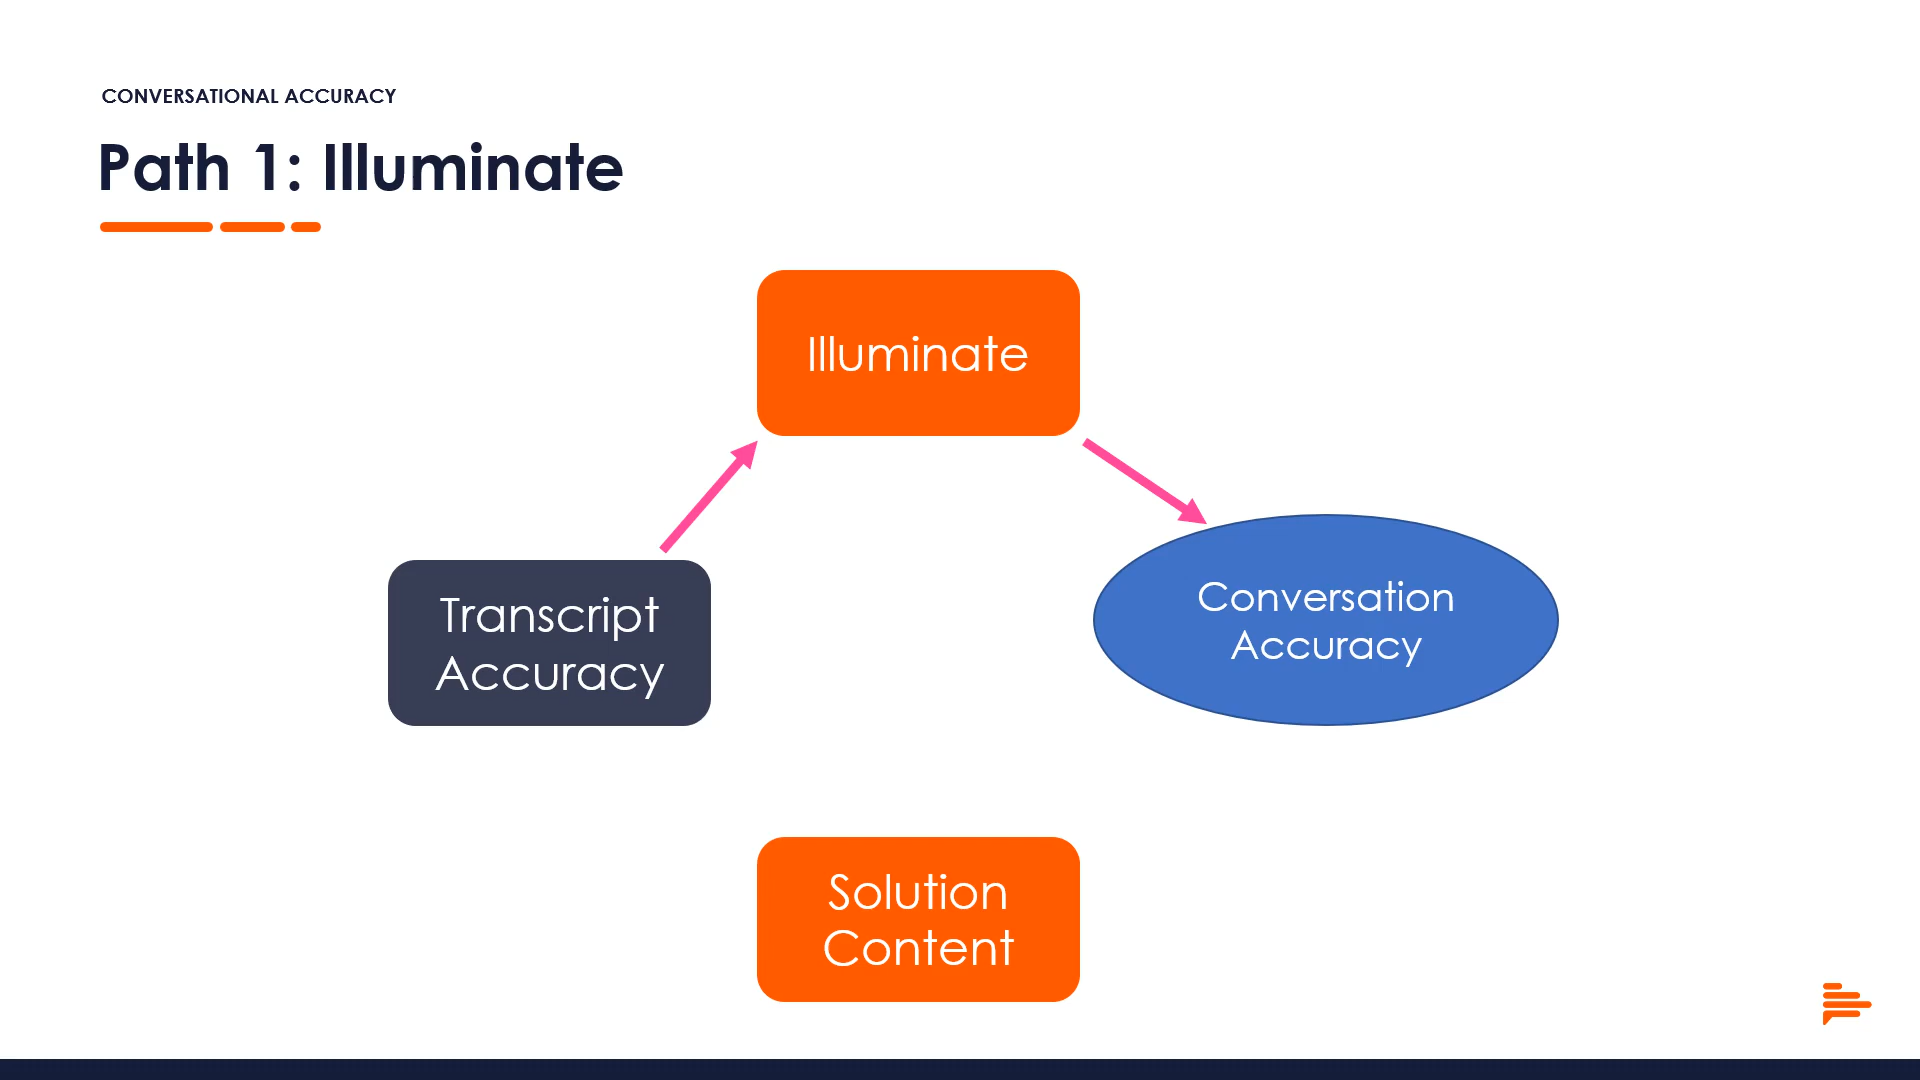 CONVERSATIONAL ACCURACY
Path 1: Illuminate
Illuminate
Transcript
Accuracy
Conversation
Accuracy
Solution
Content